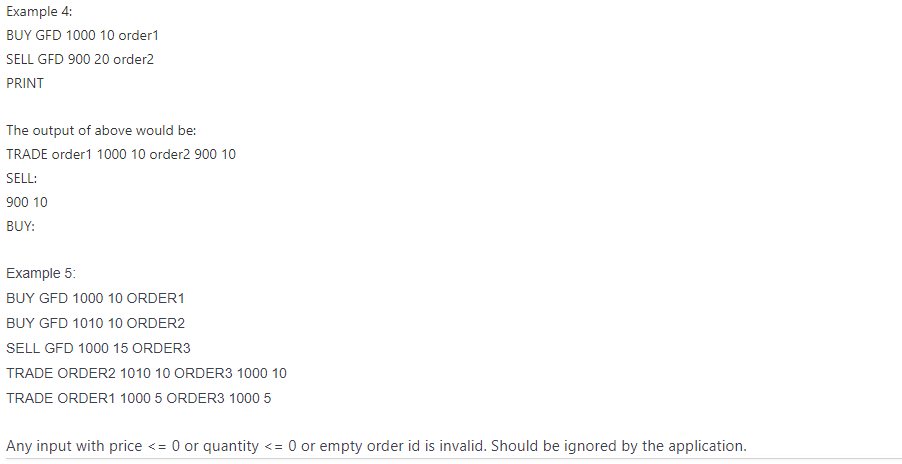 Example 4:
BUY GFD 1000 10 order1
SELL GFD 900 20 order2
PRINT
The output of above would be:
TRADE order1 1000 10 order2 900 10
SELL:
900 10
BUY:
Example 5:
BUY GFD 1000 10 ORDER1
BUY GFD 1010 10 ORDER2
SELL GFD 1000 15 ORDER3
TRADE ORDER2 1010 10 ORDER3 1000 10
TRADE ORDER1 1000 5 ORDER3 1000 5
Any input with price <= 0 or quantity <= 0 or empty order id is invalid. Should be ignored by the application.